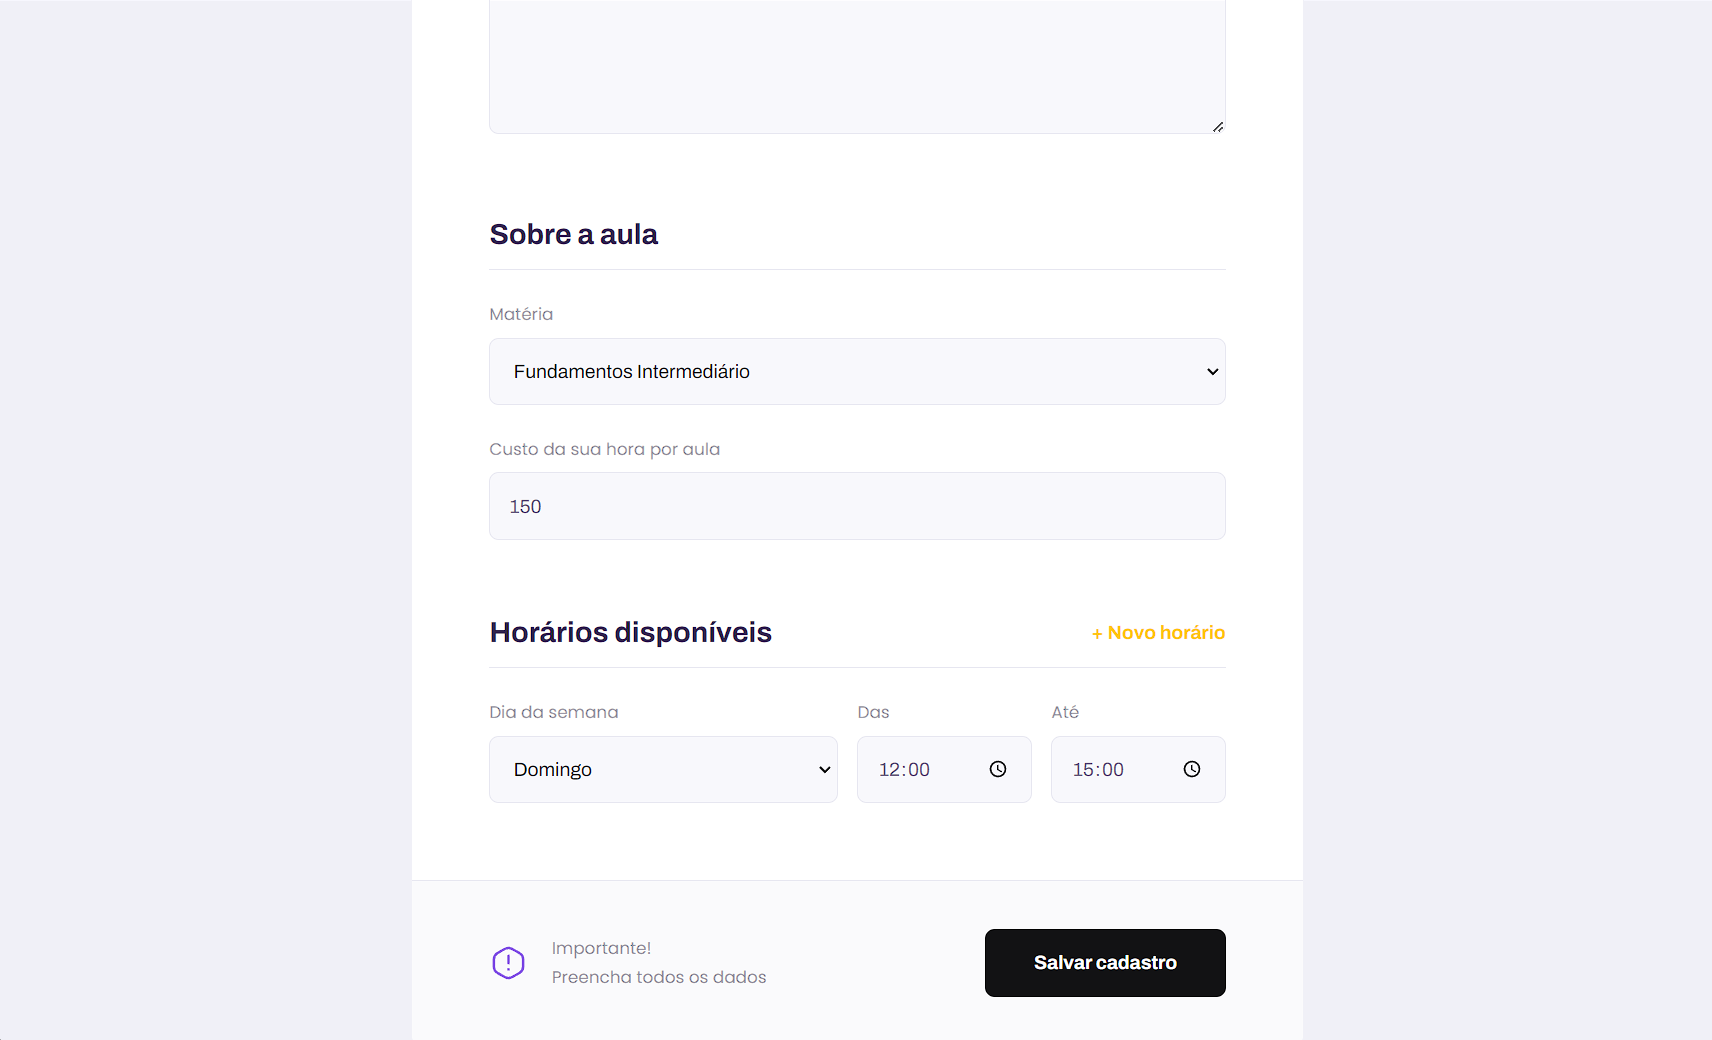 Sobre a aula
Matéria
Fundamentos Intermediário
Custo da sua hora por aula
150
Horários disponíveis
+ Novo horário
Dia da semana
Das
Até
Domingo
12:00
15:00
Importante!
Preencha todos os dados
Salvar cadastro